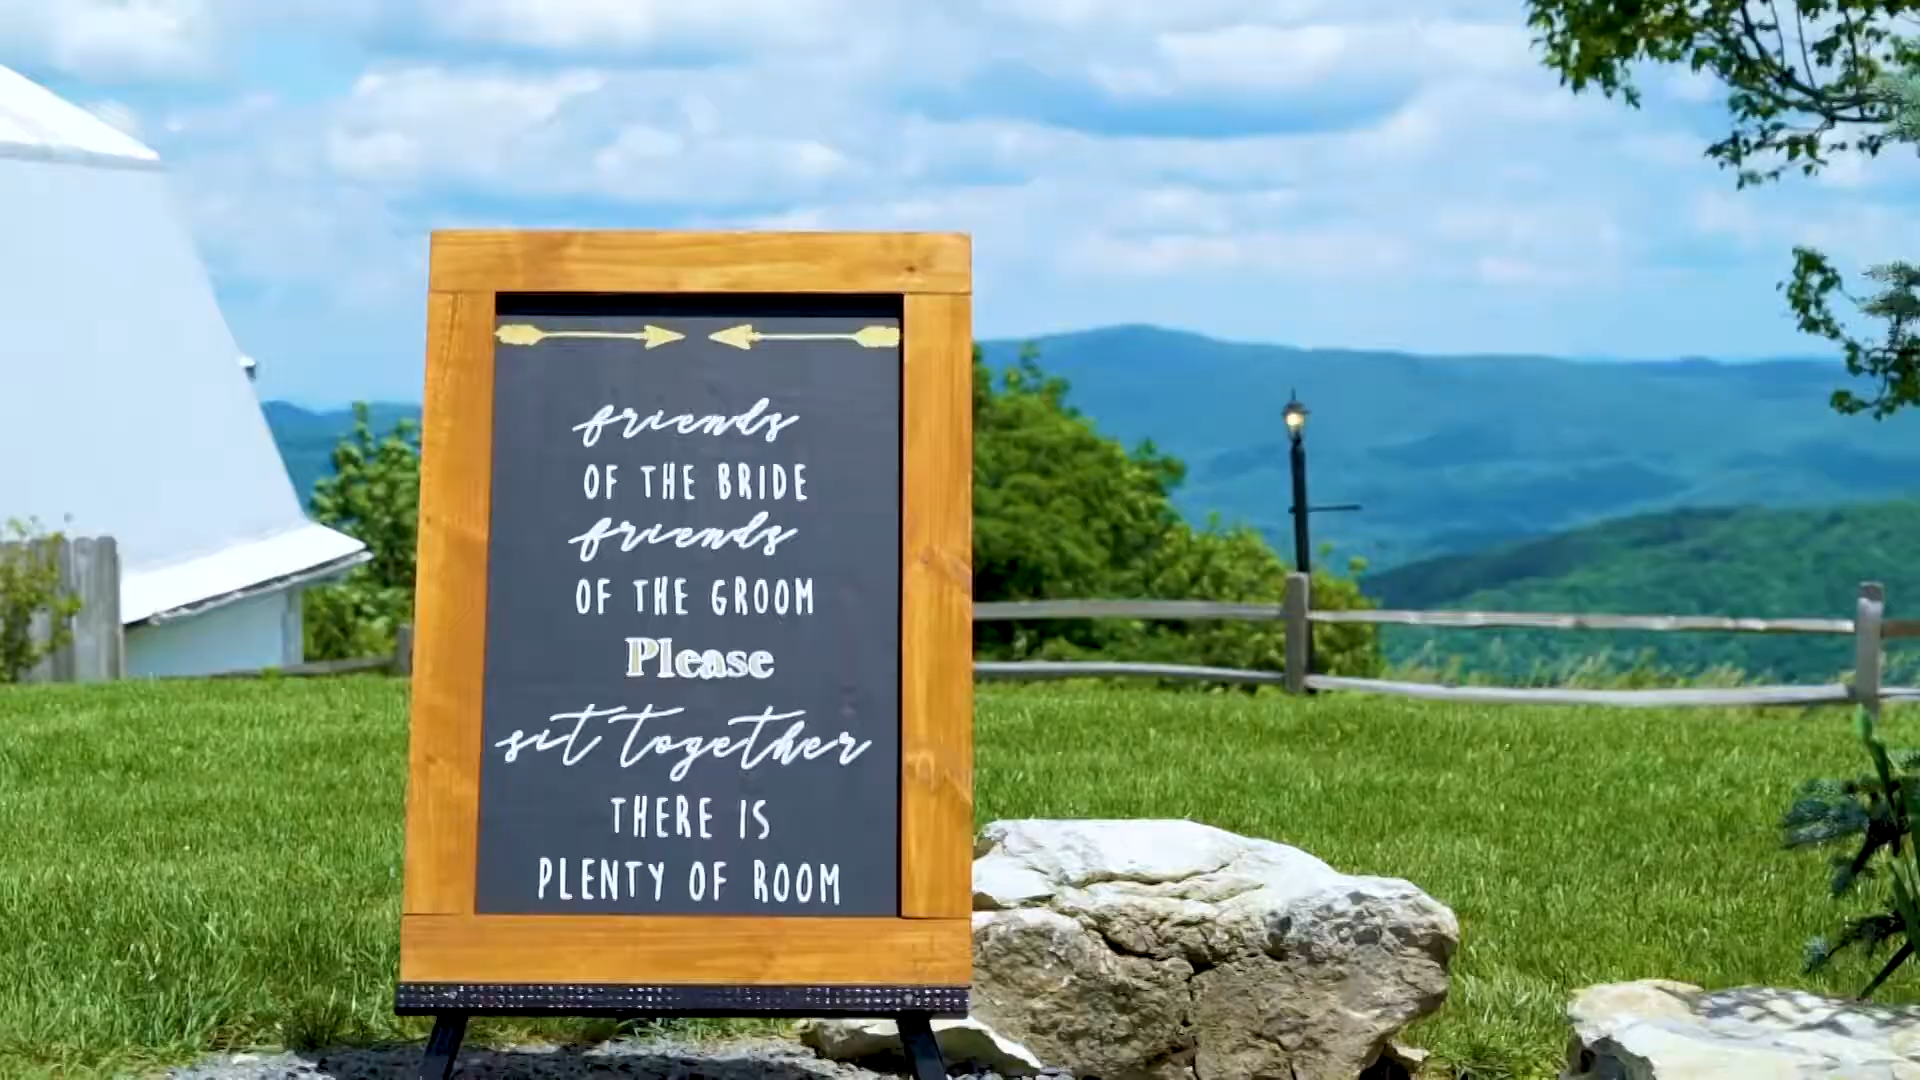 friends
OF THE BRIDE
friends
OF THE GROOM
Please
sit together
THERE IS
PLENTY OF ROOM